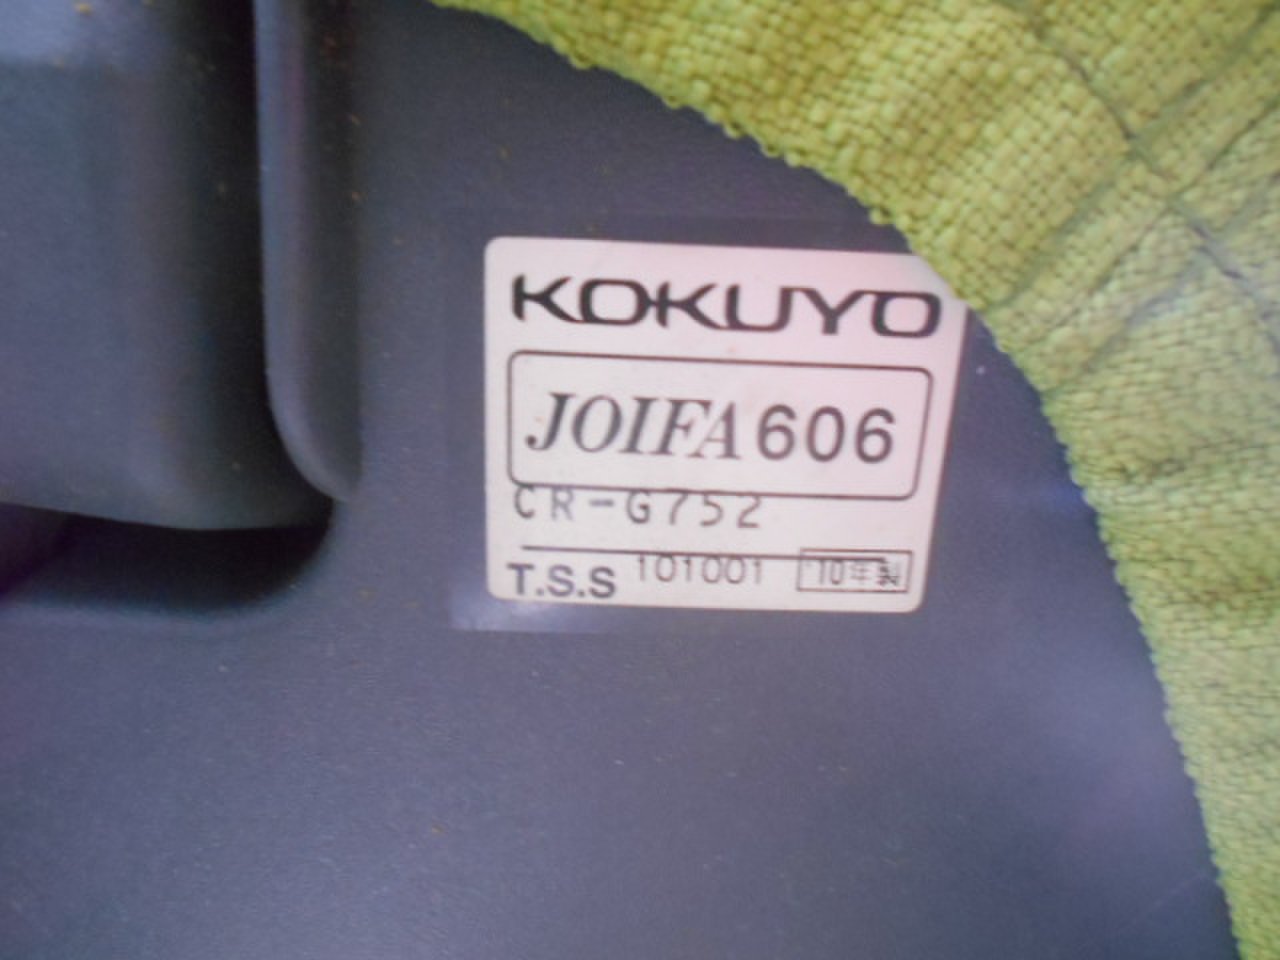 KOKUYO
JOIFA 606
CR-G752
T.S.S 101001 '10年製